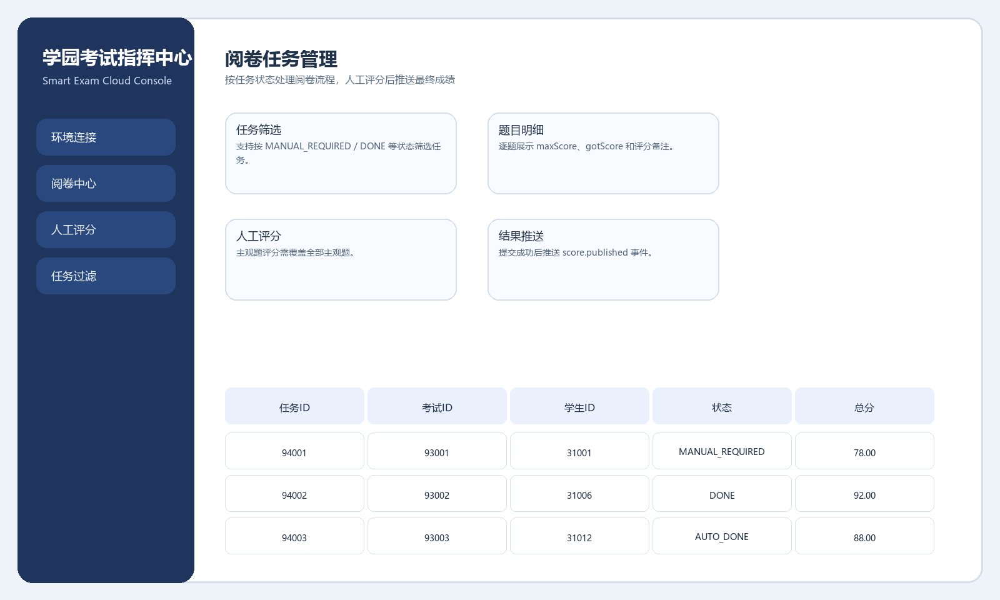 学园考试指挥中心
Smart Exam Cloud Console
环境连接
阅卷中心
人工评分
任务过滤
阅卷任务管理
按任务状态处理阅卷流程，人工评分后推送最终成绩
任务筛选
支持按 MANUAL_REQUIRED / DONE 等状态筛选任
务。
题目明细
逐题展示 maxScore、gotScore 和评分备注。
人工评分
主观题评分需覆盖全部主观题。
结果推送
提交成功后推送 score.published 事件。
任务ID 考试ID 学生ID 状态 总分
94001 93001 31001 MANUAL_REQUIRED 78.00
94002 93002 31006 DONE 92.00
94003 93003 31012 AUTO_DONE 88.00